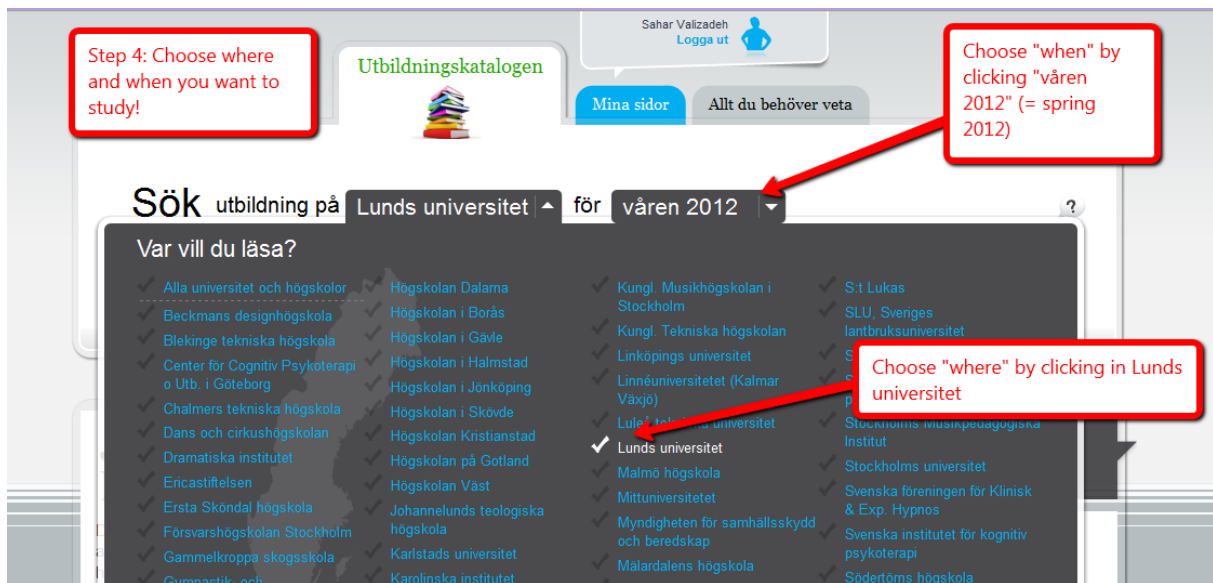 Sahar Valizadeh
Logga ut
Step 4: Choose where
and when you want to
study!
Utbildningskatalogen
Mina sidor
Allt du behöver veta
Choose "when" by
clicking "våren
2012" (= spring
2012)
Sök utbildning på Lunds universitet för våren 2012
?
Var vill du läsa?
Alla universitet och högskolor
Beckmans designhögskola
Blekinge tekniska högskola
Center för Cognitiv Psykoterapi
o Utb. i Göteborg
Chalmers tekniska högskola
Dans och cirkushögskolan
Dramatiska institutet
Ericastiftelsen
Ersta Sköndal högskola
Försvarshögskolan Stockholm
Gammelkroppa skogsskola
Gymnastik- och
Högskolan Dalarna
Högskolan i Borås
Högskolan i Gävle
Högskolan i Halmstad
Högskolan i Jönköping
Högskolan i Skövde
Högskolan Kristianstad
Högskolan på Gotland
Högskolan Väst
Johannelunds teologiska
högskola
Karlstads universitet
Karolinska institutet
Kungl. Musikhögskolan i
Stockholm
Kungl. Tekniska högskolan
Linköpings universitet
Linnéuniversitetet (Kalmar
Växjö)
Luleå tekniska universitet
Lunds universitet
Malmö högskola
Mittuniversitetet
Myndigheten för samhällsskydd
och beredskap
Mälardalens högskola
S:t Lukas
SLU, Sveriges
lantbruksuniversitet
Choose "where" by clicking in Lunds
universitet
Stockholms Musikpedagogiska
Institut
Stockholms universitet
Svenska föreningen för Klinisk
& Exp. Hypnos
Svenska institutet för kognitiv
psykoterapi
Södertörns högskola